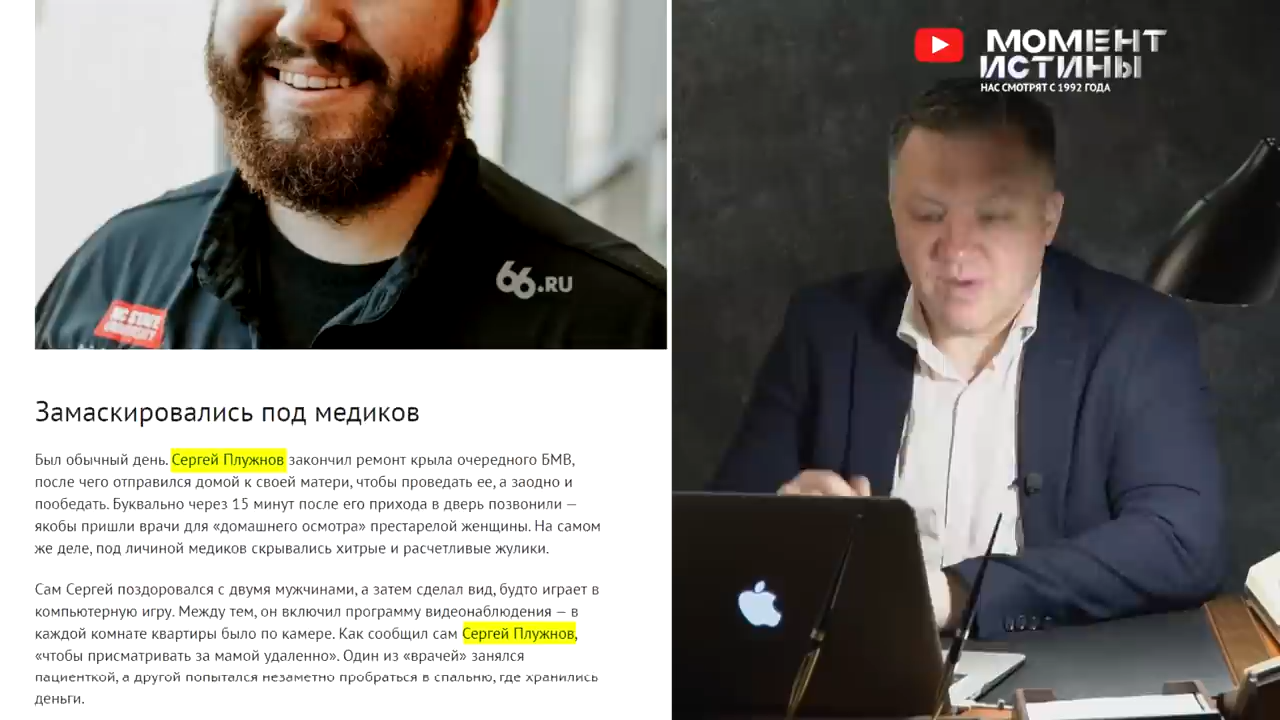 МОМЕНТ
ИСТИНЫ
НАС СМОТРЯТ С 1992 ГОДА
66.RU
NC STATE
UNIVERSITY
Замаскировались под медиков
Был обычный день. Сергей Плужнов закончил ремонт крыла очередного БМВ,
после чего отправился домой к своей матери, чтобы проведать ее, а заодно и
пообедать. Буквально через 15 минут после его прихода в дверь позвонили —
якобы пришли врачи для «домашнего осмотра» престарелой женщины. На самом
же деле, под личиной медиков скрывались хитрые и расчетливые жулики.
Сам Сергей поздоровался с двумя мужчинами, а затем сделал вид, будто играет в
компьютерную игру. Между тем, он включил программу видеонаблюдения — в
каждой комнате квартиры было по камере. Как сообщил сам Сергей Плужнов,
«чтобы присматривать за мамой удаленно». Один из «врачей» занялся
пациенткой, а другой попытался незаметно пробраться в спальню, где хранились
деньги.